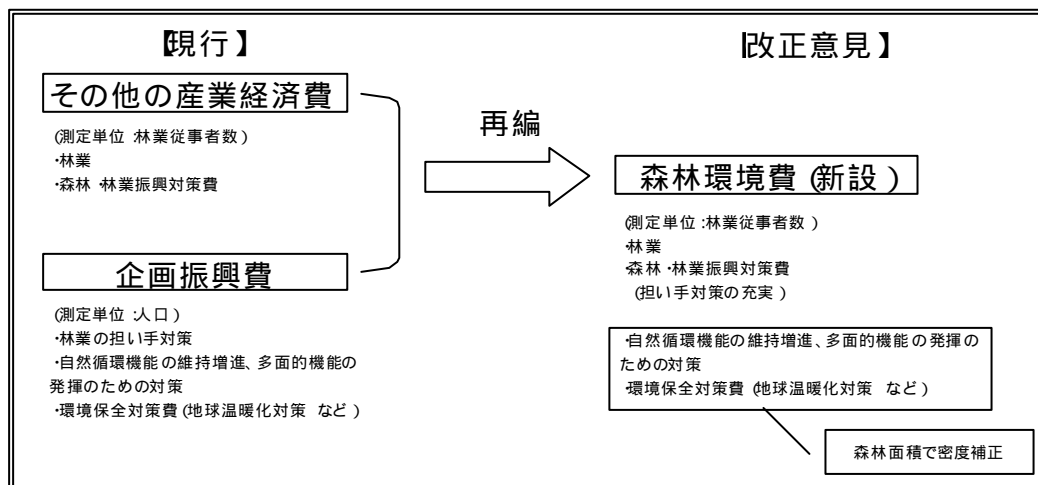 【現行】
その他の産業経済費
(測定単位:林業従事者数)
・林業
・森林・林業振興対策費
企画振興費
(測定単位:人口)
・林業の担い手対策
・自然循環機能の維持増進、多面的機能の
発揮のための対策
・環境保全対策費(地球温暖化対策 など)
再編
【改正意見】
森林環境費(新設)
(測定単位:林業従事者数)
・林業
・森林・林業振興対策費
(担い手対策の充実)
・自然循環機能の維持増進、多面的機能の発揮の
ための対策
・環境保全対策費(地球温暖化対策 など)
森林面積で密度補正